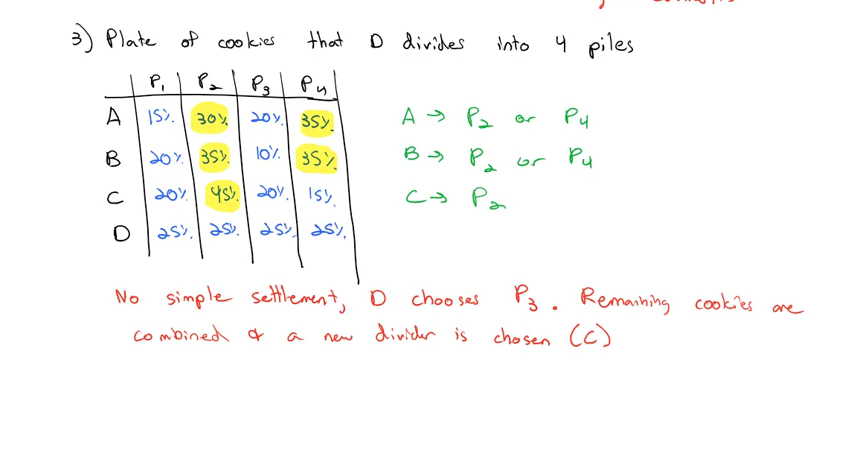 3) Plate of cookies that D divides into 4 piles
P1 P2 P3 P4
A 15% 30% 20% 35% A → P2 or P4
B 20% 35% 10% 35% B → P2 or P4
C 20% 45% 20% 15% C → P2
D 25% 25% 25% 25%
No simple settlement, D chooses P3. Remaining cookies are
combined & a new divider is chosen (C)